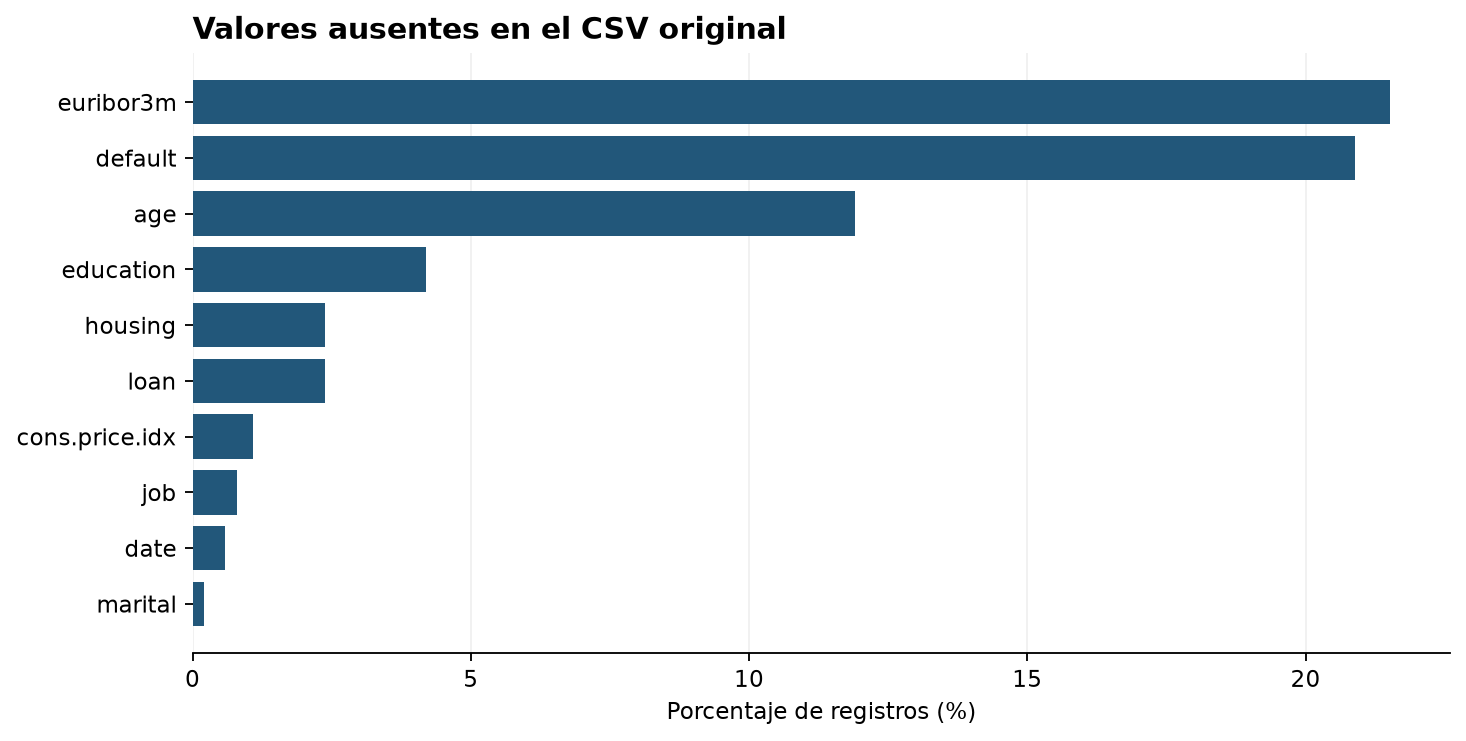 Valores ausentes en el CSV original
euribor3m
default
age
education
housing
loan
cons.price.idx
job
date
marital
0 5 10 15 20
Porcentaje de registros (%)